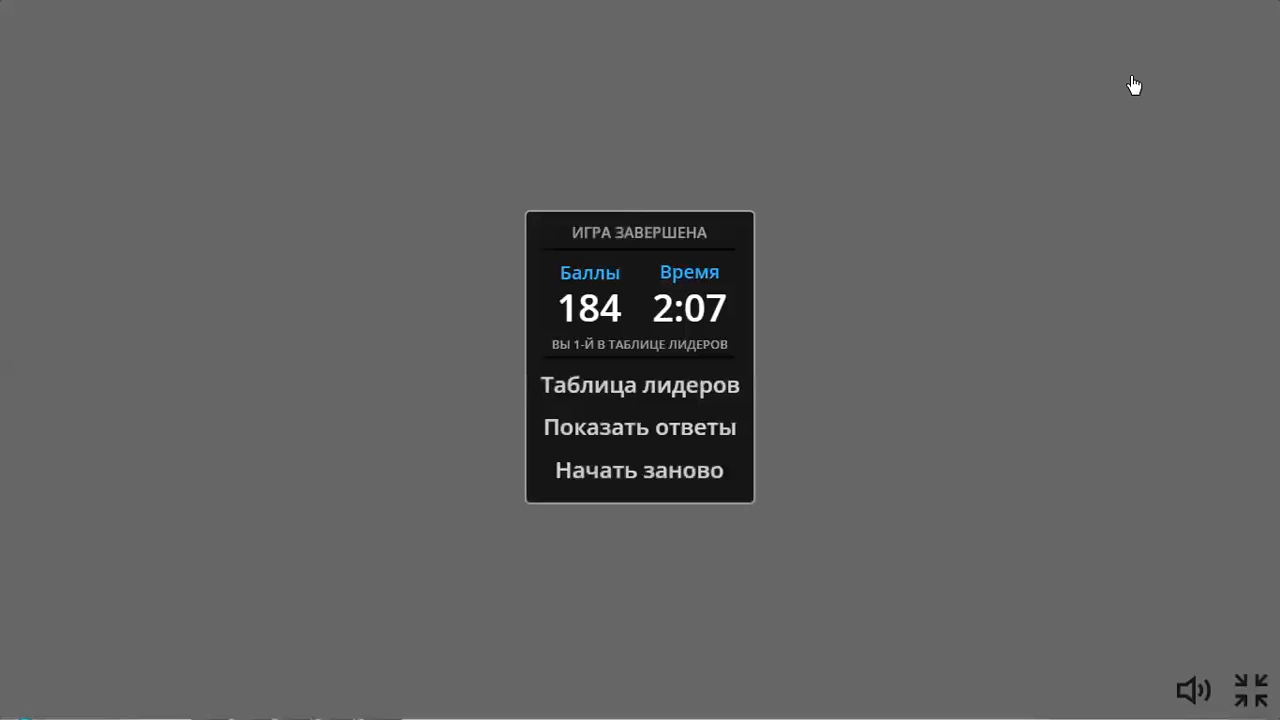 ИГРА ЗАВЕРШЕНА
Баллы Время
184 2:07
ВЫ 1-Й В ТАБЛИЦЕ ЛИДЕРОВ
Таблица лидеров
Показать ответы
Начать заново